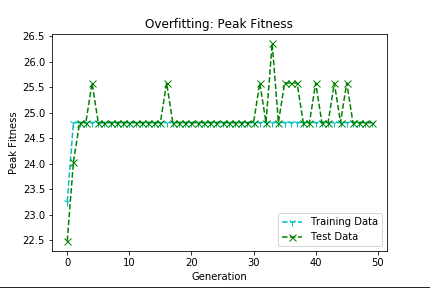 Overfitting: Peak Fitness
26.5
26.0
25.5
25.0
24.5
24.0
23.5
23.0
22.5
Peak Fitness
0 10 20 30 40 50
Generation
Training Data
Test Data